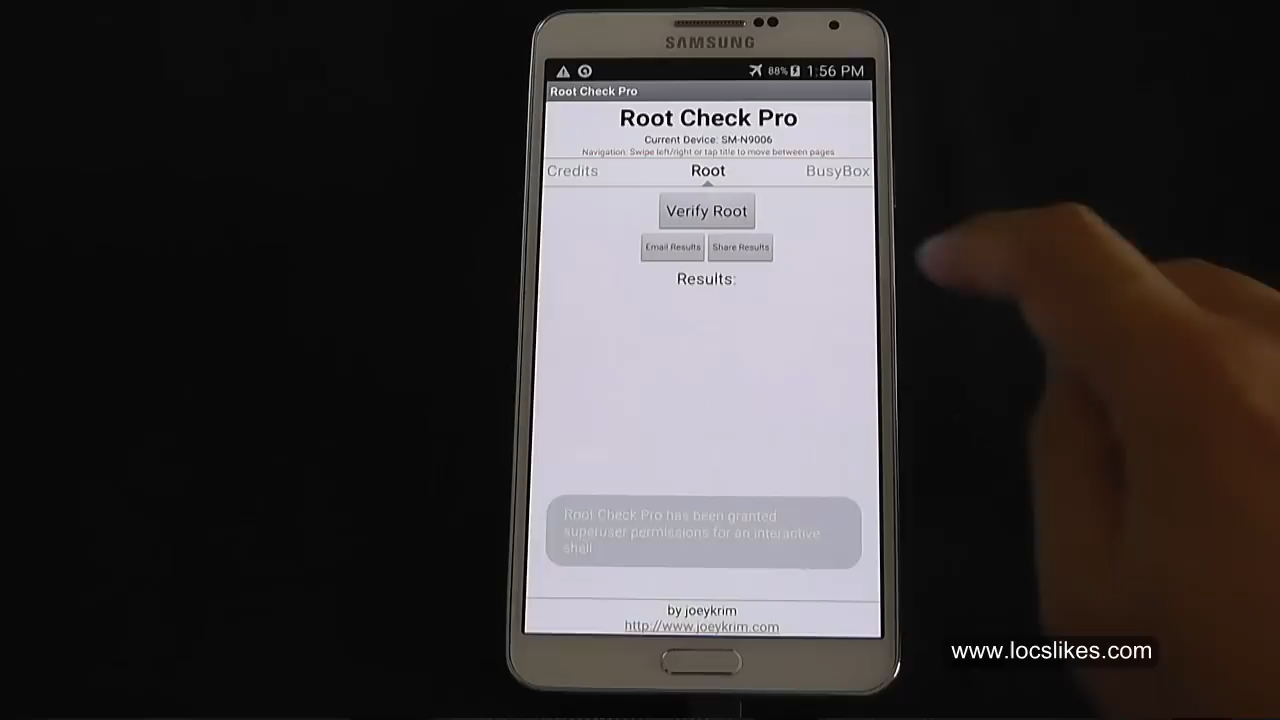 SAMSUNG
88% 1:56 PM
Root Check Pro
Root Check Pro
Current Device: SM-N9006
Navigation: Swipe left/right or tap title to move between pages
Credits Root BusyBox
Verify Root
Email Results Share Results
Results:
Root Check Pro has been granted
superuser permissions for an interactive
shell
by joeykrim
http://www.joeykrim.com
www.locslikes.com